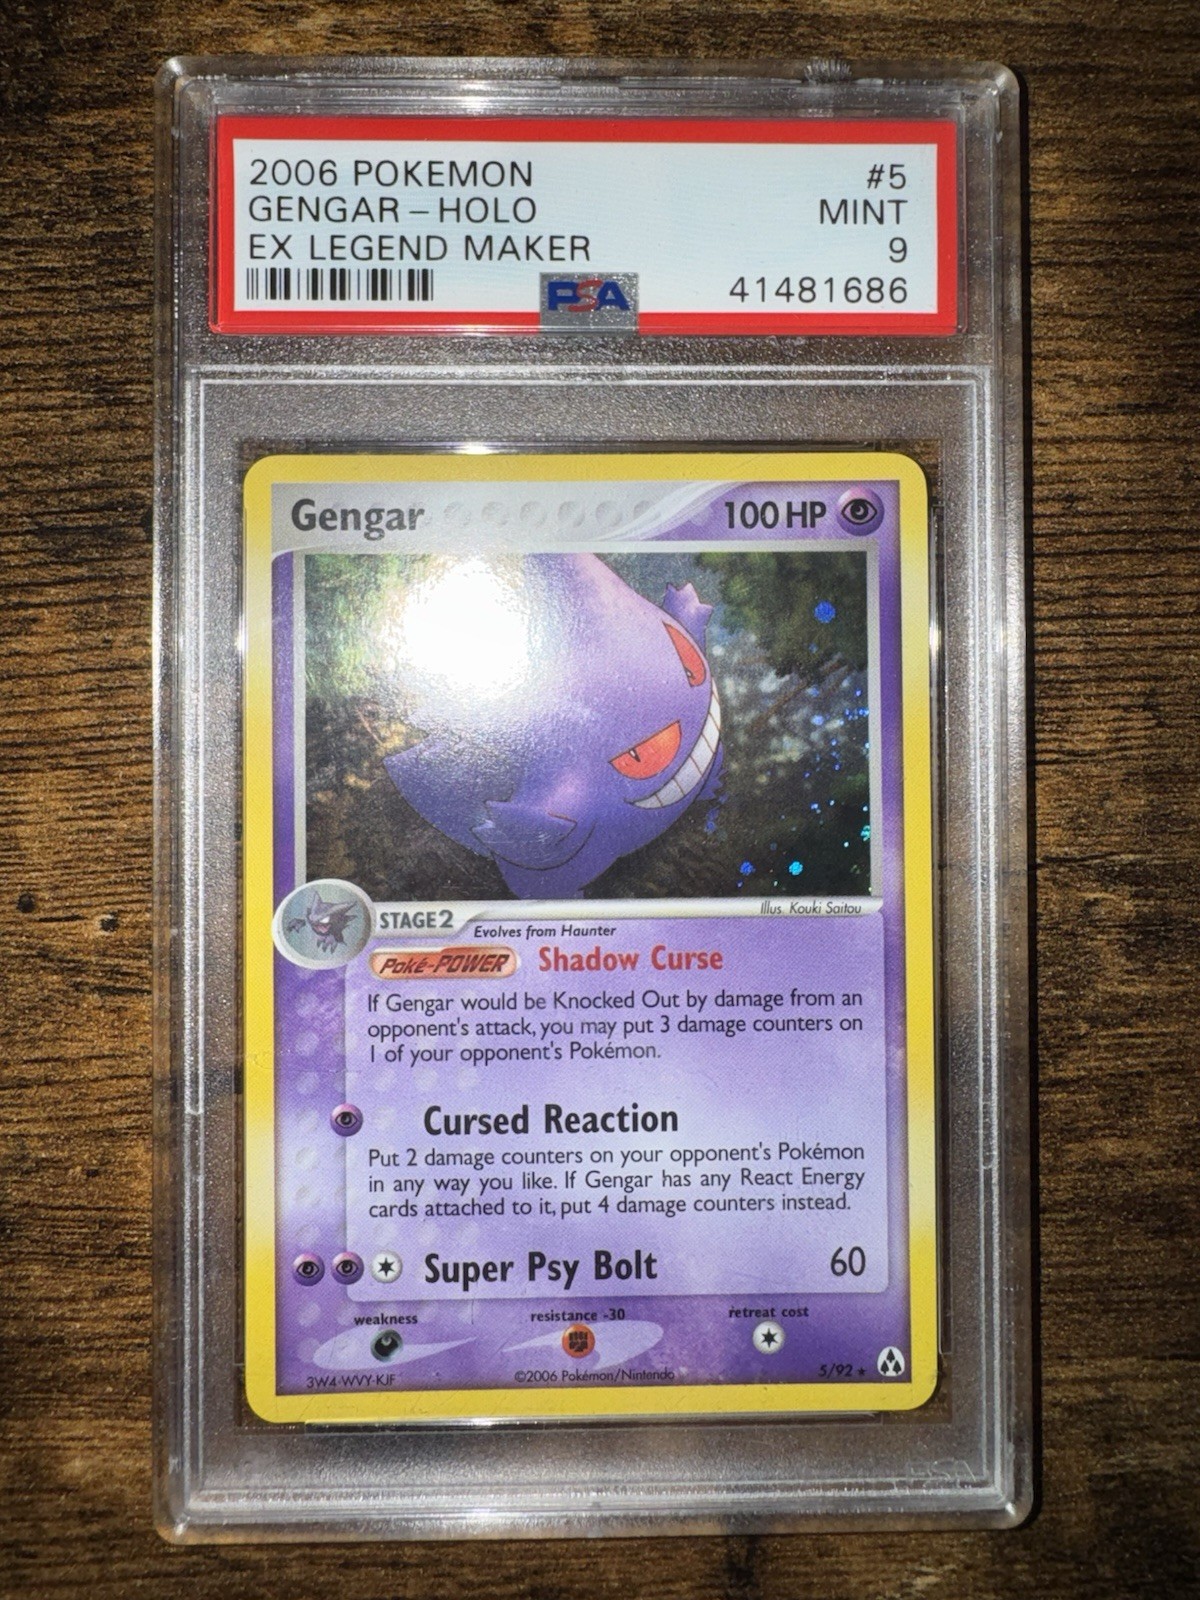 2006 POKEMON #5
GENGAR–HOLO MINT
EX LEGEND MAKER 9
PSA 41481686
Gengar 100 HP
Illus. Kouki Saitou
STAGE 2 Evolves from Haunter
Poké-POWER Shadow Curse
If Gengar would be Knocked Out by damage from an
opponent's attack, you may put 3 damage counters on
1 of your opponent's Pokémon.
Cursed Reaction
Put 2 damage counters on your opponent's Pokémon
in any way you like. If Gengar has any React Energy
cards attached to it, put 4 damage counters instead.
Super Psy Bolt 60
weakness resistance -30 retreat cost
3W4-WVY-KJF ©2006 Pokémon/Nintendo 5/92 ★
PSA